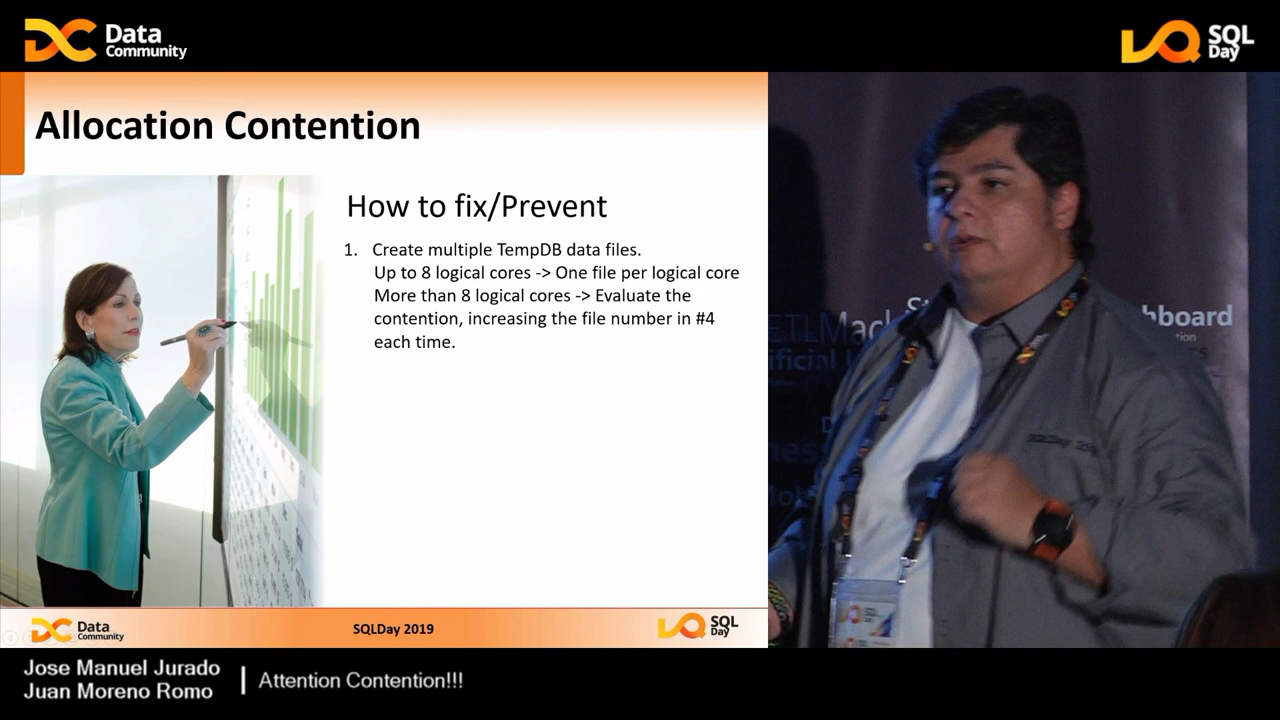 Data
Community
SQL
Day
Allocation Contention
How to fix/Prevent
1. Create multiple TempDB data files.
Up to 8 logical cores -> One file per logical core
More than 8 logical cores -> Evaluate the
contention, increasing the file number in #4
each time.
Data
Community
SQLDay 2019
SQL
Day
ETL
hboard
Jose Manuel Jurado
Juan Moreno Romo
Attention Contention!!!